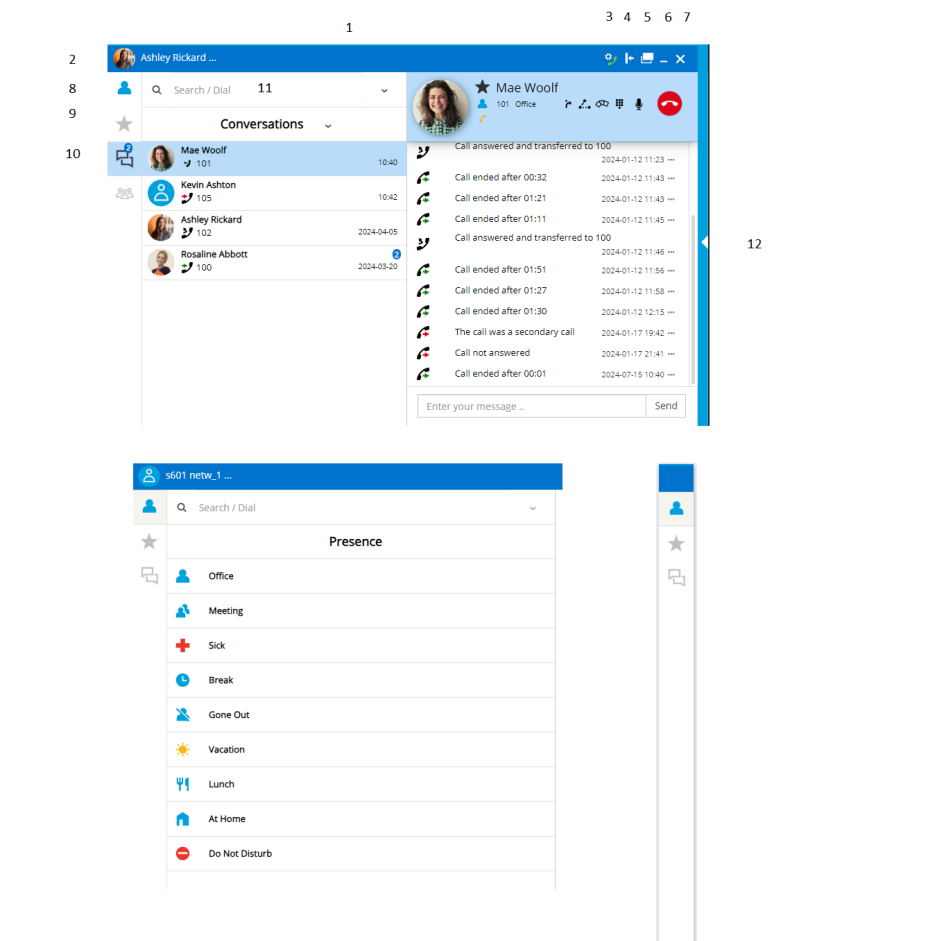 3 4 5 6 7
1
2
Ashley Rickard ...
8
Search / Dial
11
Mae Woolf
101 Office
9
Conversations
10
2
Mae Woolf
101
10:40
Kevin Ashton
105
10:42
Ashley Rickard
102
2024-04-05
Rosaline Abbott
2
100
2024-03-20
Call answered and transferred to 100
2024-01-12 11:23 ···
Call ended after 00:32
2024-01-12 11:43 ···
Call ended after 01:21
2024-01-12 11:43 ···
Call ended after 01:11
2024-01-12 11:45 ···
Call answered and transferred to 100
2024-01-12 11:46 ···
Call ended after 01:51
2024-01-12 11:56 ···
Call ended after 01:27
2024-01-12 11:58 ···
Call ended after 01:30
2024-01-12 12:15 ···
The call was a secondary call
2024-01-17 19:42 ···
Call not answered
2024-01-17 21:41 ···
Call ended after 00:01
2024-07-15 10:40 ···
Enter your message ..
Send
12
s601 netw_1 ...
Search / Dial
Presence
Office
Meeting
Sick
Break
Gone Out
Vacation
Lunch
At Home
Do Not Disturb